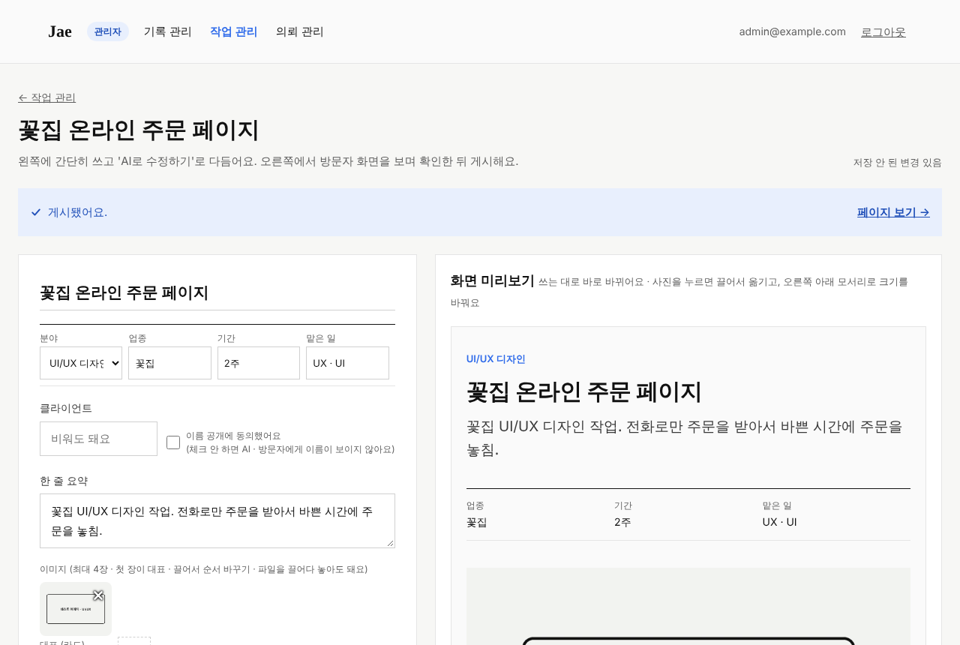 Jae 관리자 기록 관리 작업 관리 의뢰 관리 admin@example.com 로그아웃
← 작업 관리
꽃집 온라인 주문 페이지
왼쪽에 간단히 쓰고 'AI로 수정하기'로 다듬어요. 오른쪽에서 방문자 화면을 보며 확인한 뒤 게시해요.
저장 안 된 변경 있음
게시됐어요. 페이지 보기 →
꽃집 온라인 주문 페이지
분야 업종 기간 맡은 일
UI/UX 디자인 꽃집 2주 UX · UI
클라이언트
비워도 돼요
이름 공개에 동의했어요
(체크 안 하면 AI · 방문자에게 이름이 보이지 않아요)
한 줄 요약
꽃집 UI/UX 디자인 작업. 전화로만 주문을 받아서 바쁜 시간에 주
문을 놓침.
이미지 (최대 4장 · 첫 장이 대표 · 끌어서 순서 바꾸기 · 파일을 끌어다 놓아도 돼요)
대표 (카드)
화면 미리보기 쓰는 대로 바로 바뀌어요 · 사진을 누르면 끌어서 옮기고, 오른쪽 아래 모서리로 크기를
바꿔요
UI/UX 디자인
꽃집 온라인 주문 페이지
꽃집 UI/UX 디자인 작업. 전화로만 주문을 받아서 바쁜 시간에 주문을
놓침.
업종 기간 맡은 일
꽃집 2주 UX · UI